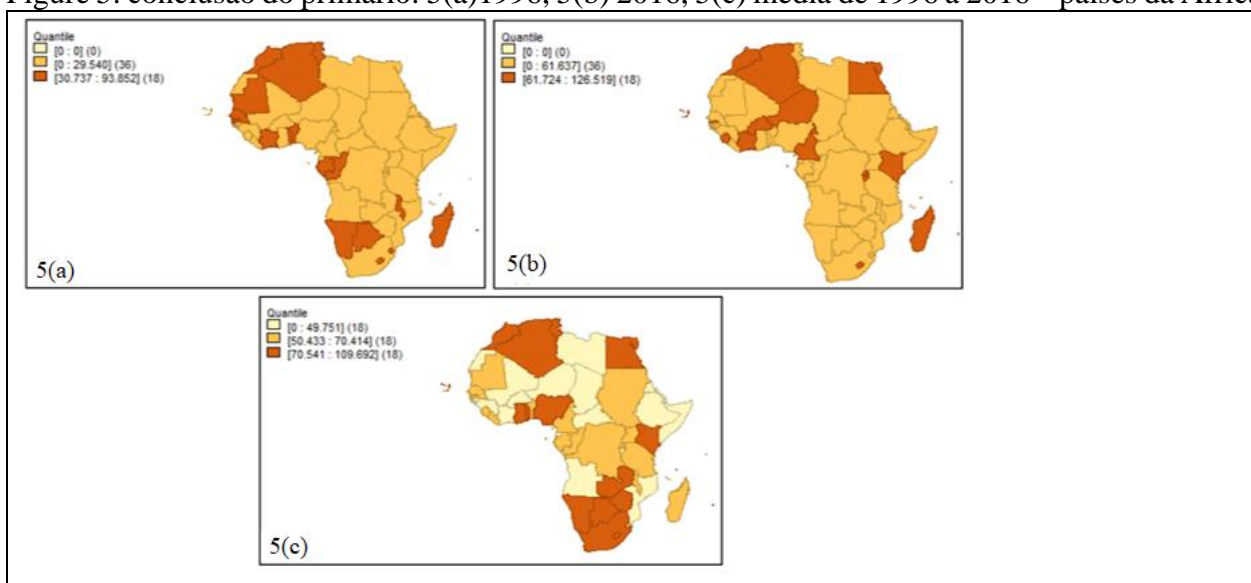 Figure 5: conclusão do primário: 5(a)1996, 5(b) 2016, 5(c) média de 1996 a 2016 – países da África
Quantile
[0 : 0] (0)
[0 : 29.540] (36)
[30.737 : 93.852] (18)
5(a)
Quantile
[0 : 0] (0)
[0 : 61.637] (36)
[61.724 : 126.519] (18)
5(b)
Quantile
[0 : 49.751] (18)
[50.433 : 70.414] (18)
[70.541 : 109.692] (18)
5(c)